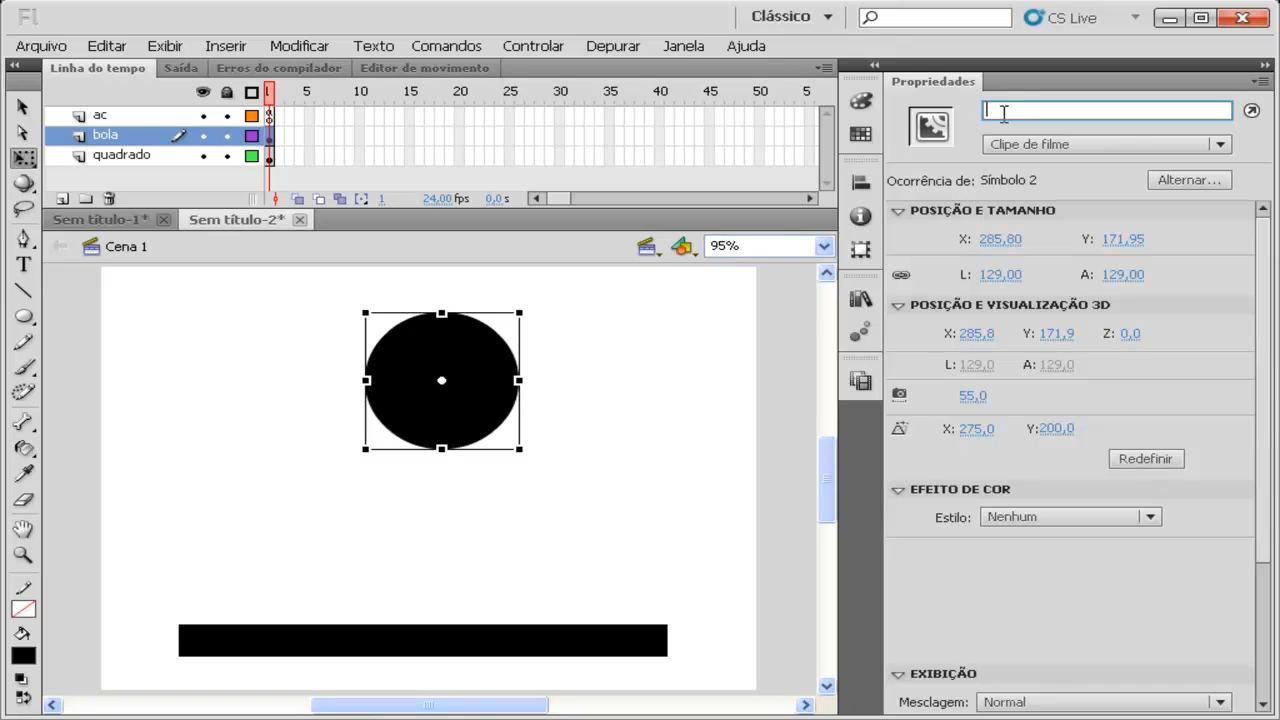 Fl
Clássico
CS Live
Arquivo Editar Exibir Inserir Modificar Texto Comandos Controlar Depurar Janela Ajuda
Linha do tempo Saída Erros do compilador Editor de movimento
1 5 10 15 20 25 30 35 40 45 50 5
ac
bola
quadrado
1 24,00 fps 0,0 s
Sem título-1* Sem título-2*
Cena 1
95%
T
Propriedades
Clipe de filme
Ocorrência de: Símbolo 2 Alternar...
POSIÇÃO E TAMANHO
X: 285,80 Y: 171,95
L: 129,00 A: 129,00
POSIÇÃO E VISUALIZAÇÃO 3D
X: 285,8 Y: 171,9 Z: 0,0
L: 129,0 A: 129,0
55,0
X: 275,0 Y:200,0
Redefinir
EFEITO DE COR
Estilo: Nenhum
EXIBIÇÃO
Mesclagem: Normal